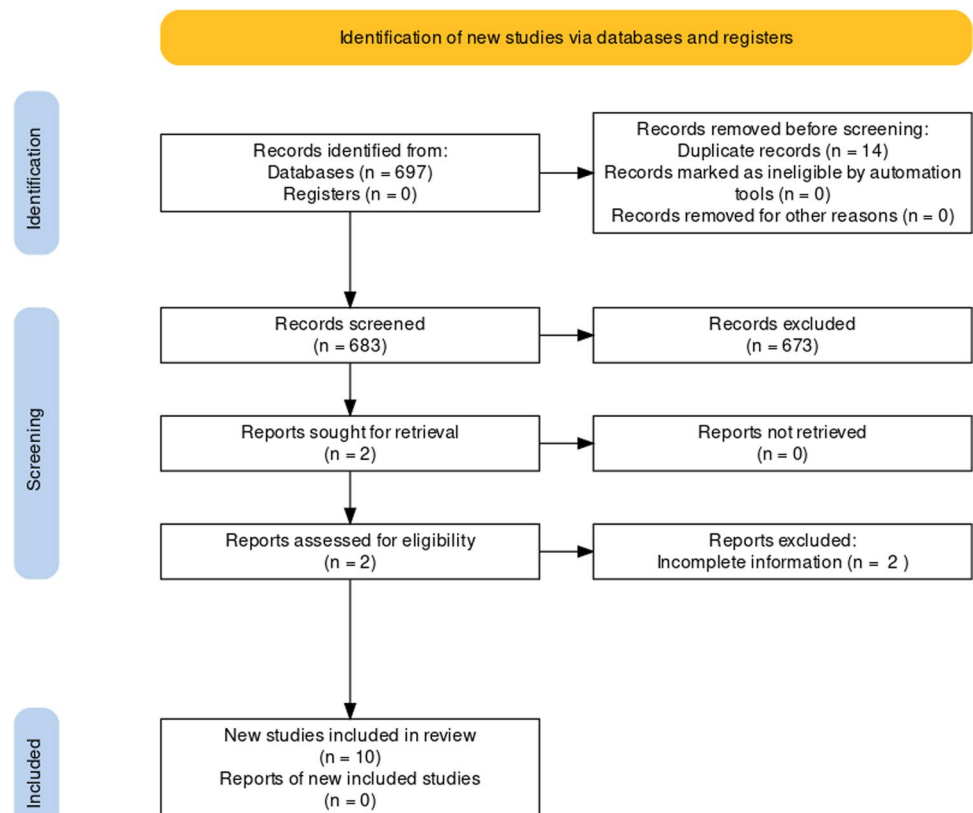 Identification of new studies via databases and registers
Identification
Records identified from:
Databases (n = 697)
Registers (n = 0)
Records removed before screening:
Duplicate records (n = 14)
Records marked as ineligible by automation
tools (n = 0)
Records removed for other reasons (n = 0)
Screening
Records screened
(n = 683)
Records excluded
(n = 673)
Reports sought for retrieval
(n = 2)
Reports not retrieved
(n = 0)
Reports assessed for eligibility
(n = 2)
Reports excluded:
Incomplete information (n = 2 )
Included
New studies included in review
(n = 10)
Reports of new included studies
(n = 0)